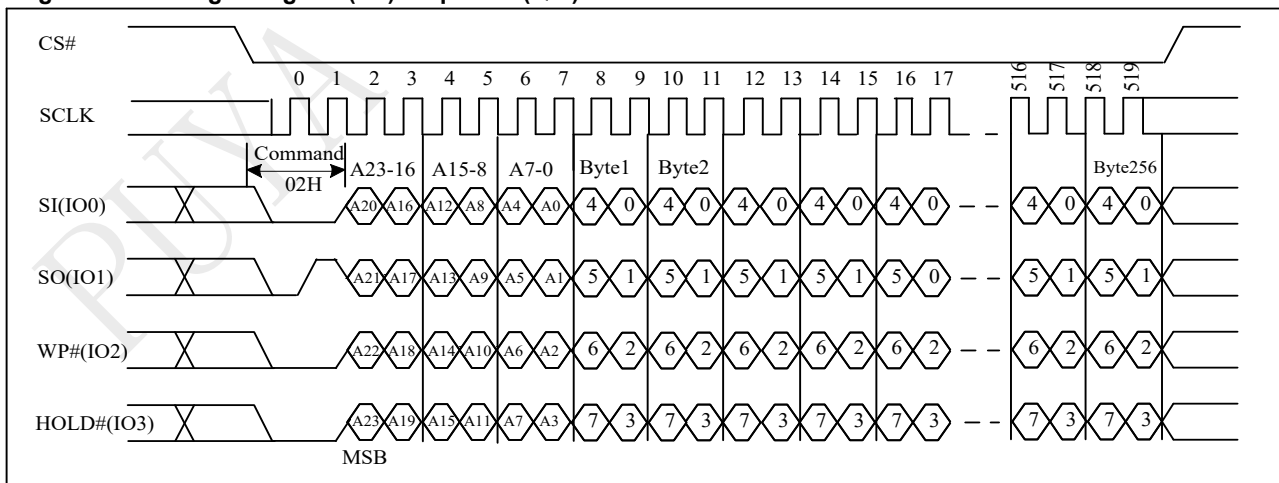 CS#
0 1 2 3 4 5 6 7 8 9 10 11 12 13 14 15 16 17 516 517 518 519
SCLK
Command
02H
A23-16 A15-8 A7-0 Byte1 Byte2 Byte256
SI(IO0) A20 A16 A12 A8 A4 A0 4 0 4 0 4 0 4 0 4 0 4 0 4 0
SO(IO1) A21 A17 A13 A9 A5 A1 5 1 5 1 5 1 5 1 5 0 5 1 5 1
WP#(IO2) A22 A18 A14 A10 A6 A2 6 2 6 2 6 2 6 2 6 2 6 2 6 2
HOLD#(IO3) A23 A19 A15 A11 A7 A3 7 3 7 3 7 3 7 3 7 3 7 3 7 3
MSB
PUYA